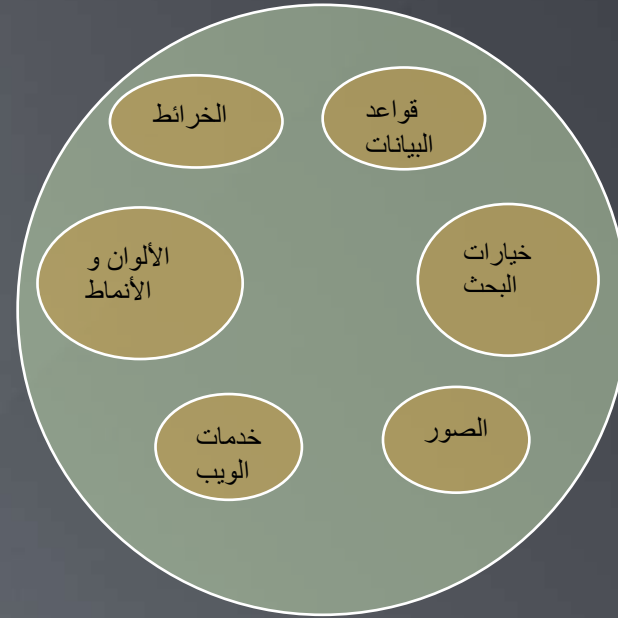 قواعد
البيانات
الخرائط
خيارات
البحث
الألوان و
الأنماط
الصور
خدمات
الويب